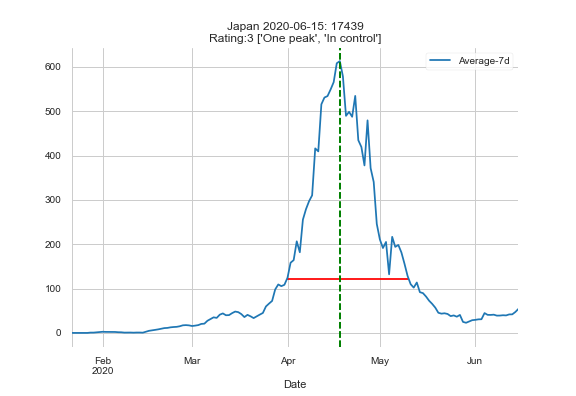 Japan 2020-06-15: 17439
Rating:3 ['One peak', 'In control']
Average-7d
600
500
400
300
200
100
0
Feb
2020
Mar
Apr
May
Jun
Date